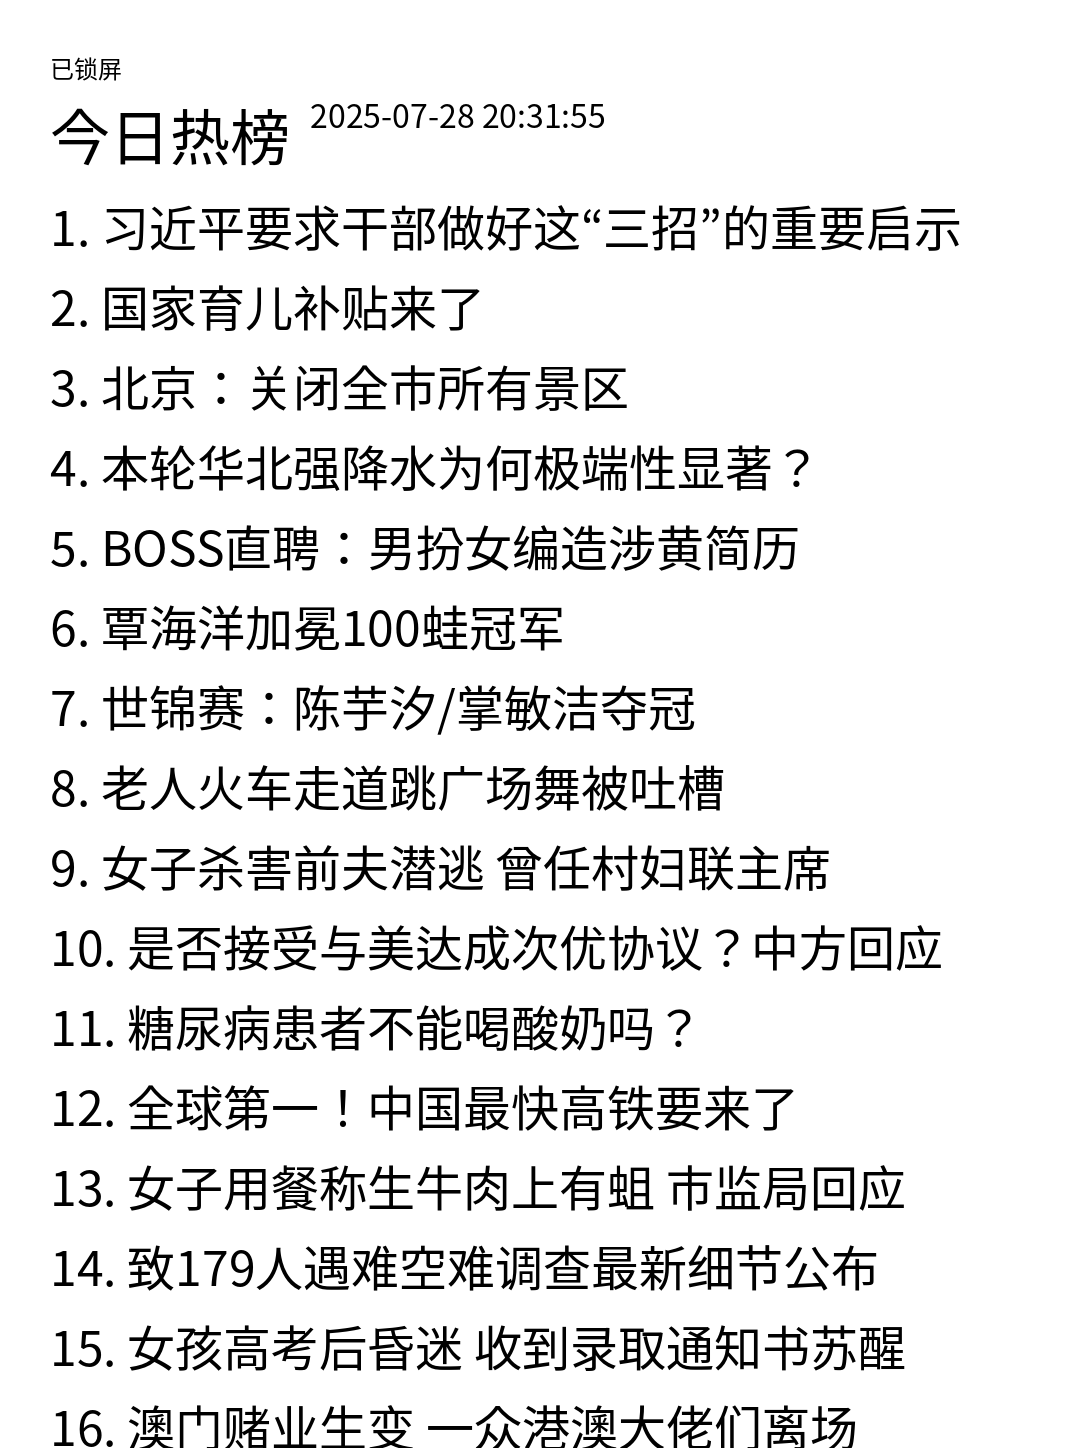 已锁屏
今日热榜 2025-07-28 20:31:55
1. 习近平要求干部做好这“三招”的重要启示
2. 国家育儿补贴来了
3. 北京：关闭全市所有景区
4. 本轮华北强降水为何极端性显著？
5. BOSS直聘：男扮女编造涉黄简历
6. 覃海洋加冕100蛙冠军
7. 世锦赛：陈芋汐/掌敏洁夺冠
8. 老人火车走道跳广场舞被吐槽
9. 女子杀害前夫潜逃 曾任村妇联主席
10. 是否接受与美达成次优协议？中方回应
11. 糖尿病患者不能喝酸奶吗？
12. 全球第一！中国最快高铁要来了
13. 女子用餐称生牛肉上有蛆 市监局回应
14. 致179人遇难空难调查最新细节公布
15. 女孩高考后昏迷 收到录取通知书苏醒
16. 澳门赌业生变 一众港澳大佬们离场